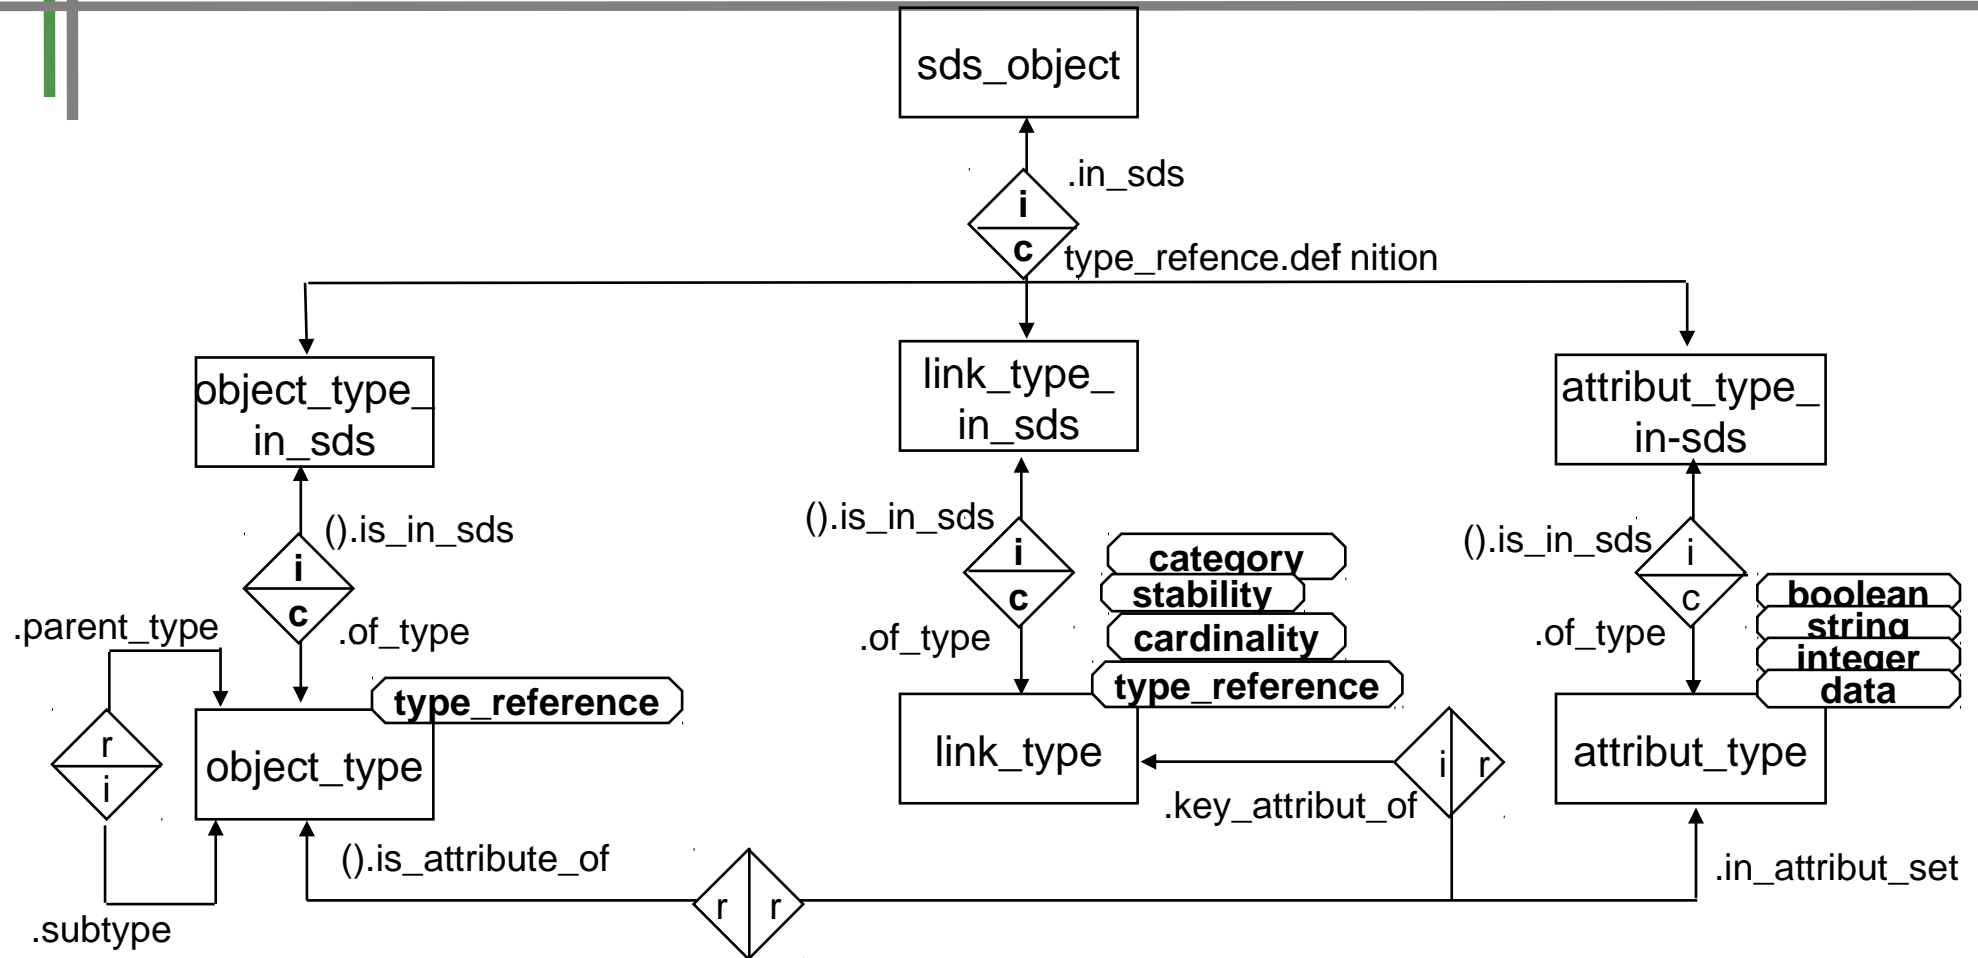 sds_object
.in_sds
i
c
type_refence.def nition
object_type_
in_sds
link_type_
in_sds
attribut_type_
in-sds
().is_in_sds
i
c
.of_type
().is_in_sds
i
c
.of_type
category
stability
cardinality
type_reference
().is_in_sds
i
c
.of_type
boolean
string
integer
data
.parent_type
r
i
.subtype
type_reference
object_type
link_type
i r
.key_attribut_of
attribut_type
().is_attribute_of
r r
.in_attribut_set